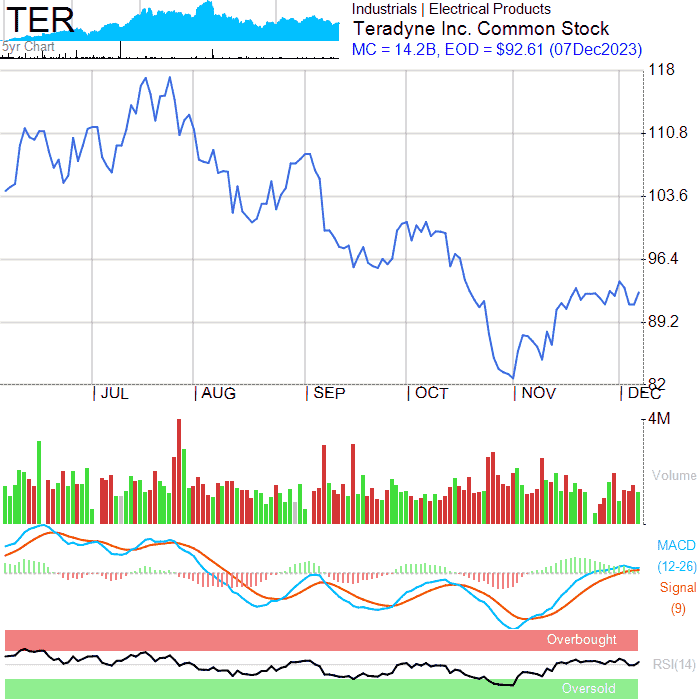 TER
5yr Chart
Industrials | Electrical Products
Teradyne Inc. Common Stock
MC = 14.2B, EOD = $92.61 (07Dec2023)
118
110.8
103.6
96.4
89.2
82
JUL AUG SEP OCT NOV DEC
4M
Volume
MACD
(12-26)
Signal
(9)
Overbought
RSI(14)
Oversold